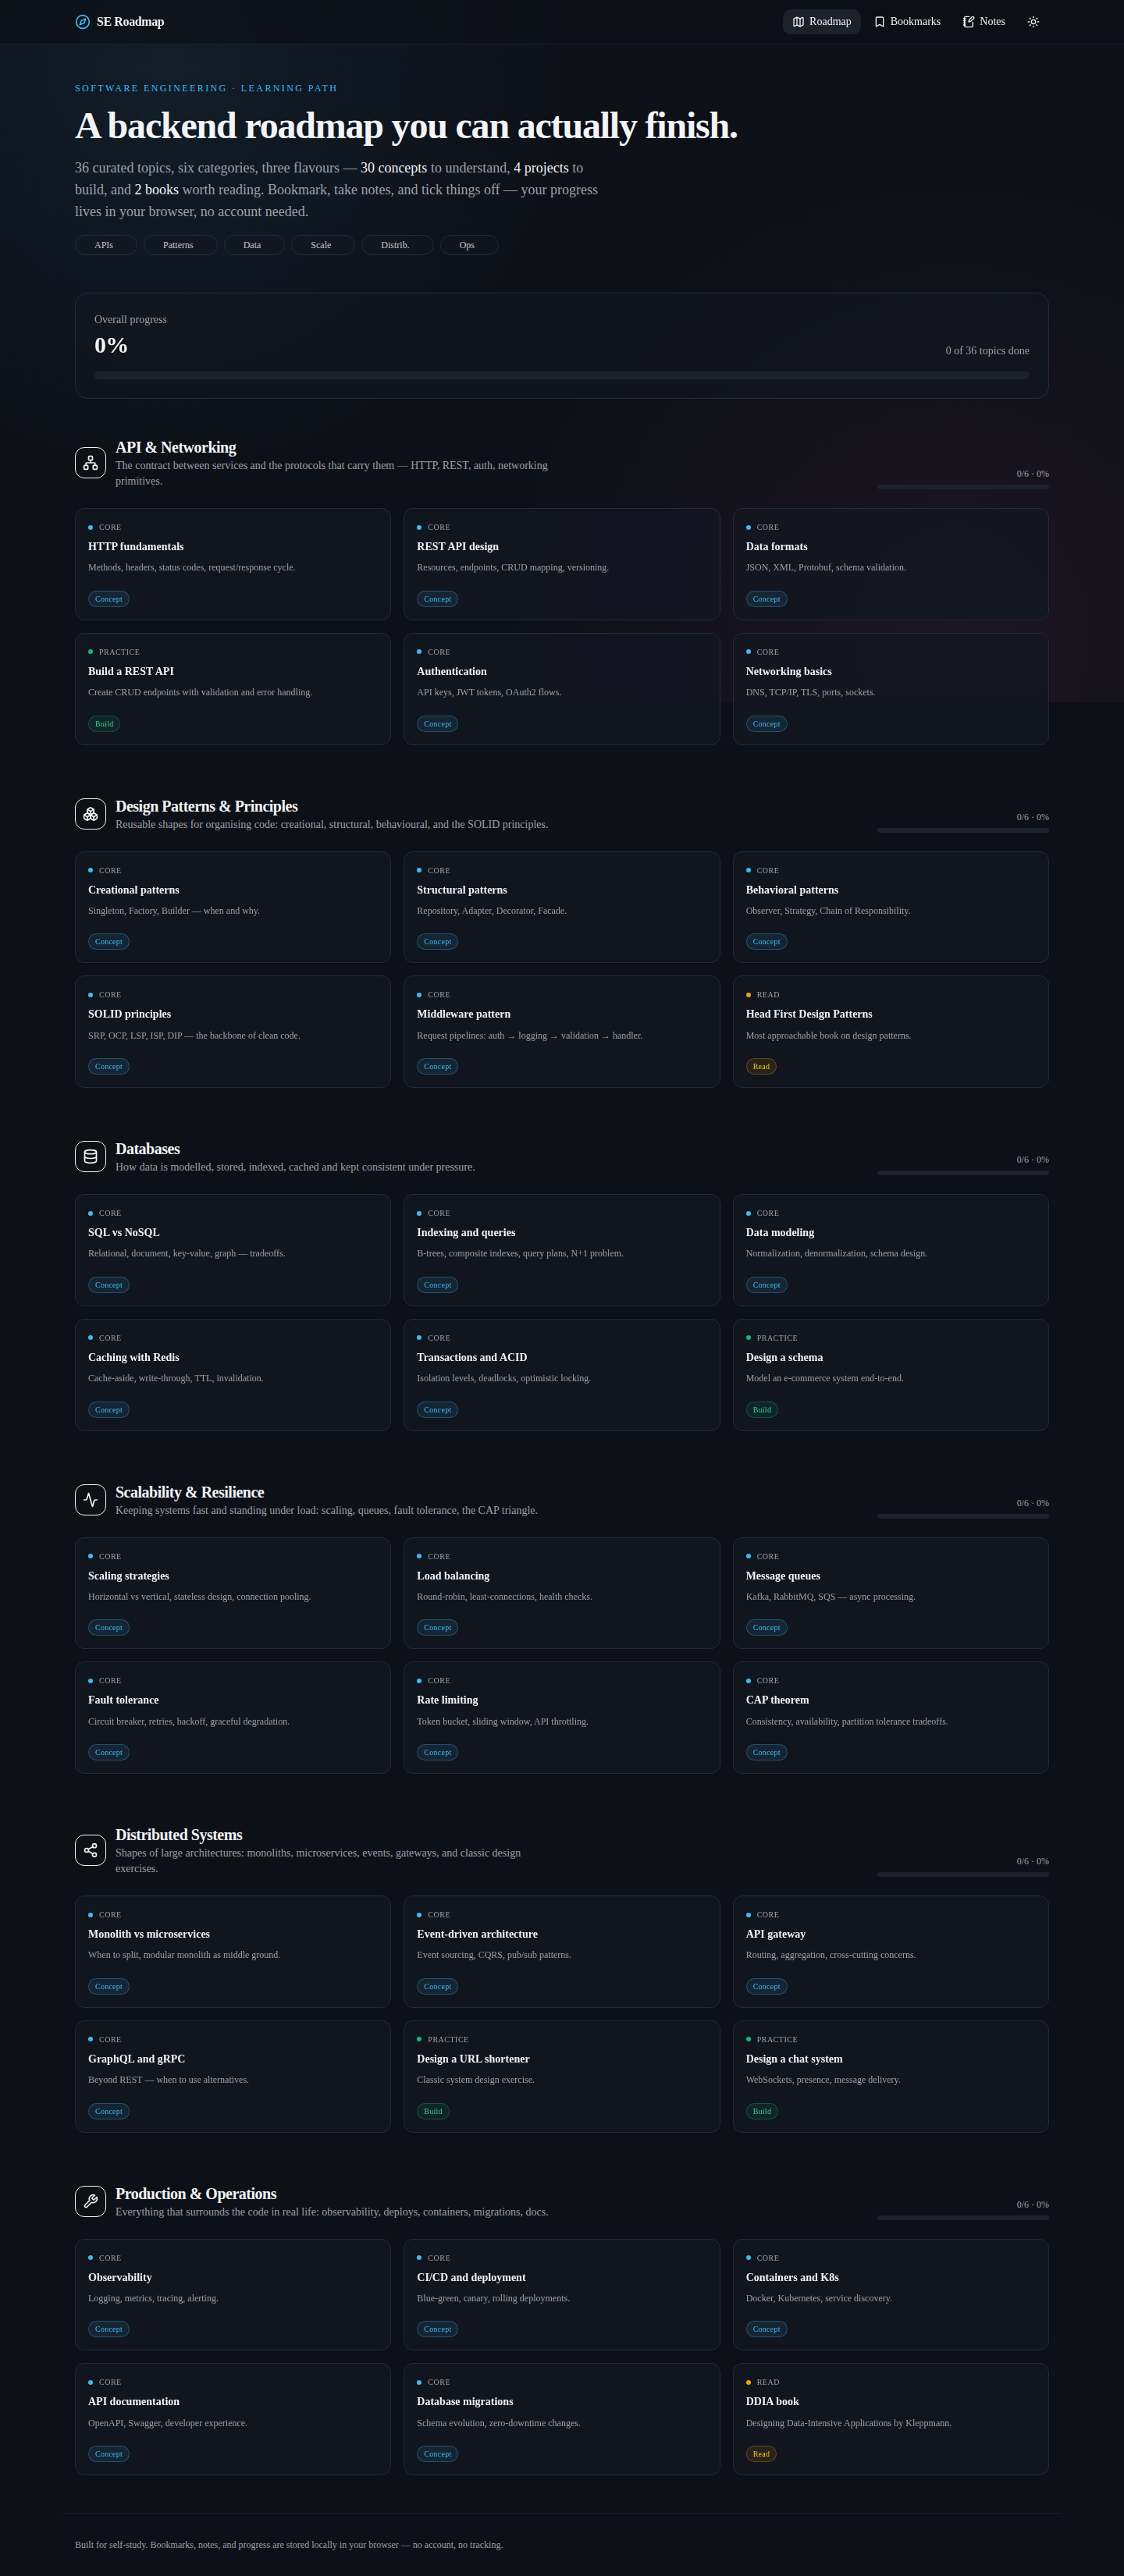 SE Roadmap
Roadmap
Bookmarks
Notes
SOFTWARE ENGINEERING · LEARNING PATH
A backend roadmap you can actually finish.
36 curated topics, six categories, three flavours — 30 concepts to understand, 4 projects to
build, and 2 books worth reading. Bookmark, take notes, and tick things off — your progress
lives in your browser, no account needed.
APIs
Patterns
Data
Scale
Distrib.
Ops
Overall progress
0%
0 of 36 topics done
API & Networking
The contract between services and the protocols that carry them — HTTP, REST, auth, networking
primitives.
0/6 · 0%
CORE
HTTP fundamentals
Methods, headers, status codes, request/response cycle.
Concept
CORE
REST API design
Resources, endpoints, CRUD mapping, versioning.
Concept
CORE
Data formats
JSON, XML, Protobuf, schema validation.
Concept
PRACTICE
Build a REST API
Create CRUD endpoints with validation and error handling.
Build
CORE
Authentication
API keys, JWT tokens, OAuth2 flows.
Concept
CORE
Networking basics
DNS, TCP/IP, TLS, ports, sockets.
Concept
Design Patterns & Principles
Reusable shapes for organising code: creational, structural, behavioural, and the SOLID principles.
0/6 · 0%
CORE
Creational patterns
Singleton, Factory, Builder — when and why.
Concept
CORE
Structural patterns
Repository, Adapter, Decorator, Facade.
Concept
CORE
Behavioral patterns
Observer, Strategy, Chain of Responsibility.
Concept
CORE
SOLID principles
SRP, OCP, LSP, ISP, DIP — the backbone of clean code.
Concept
CORE
Middleware pattern
Request pipelines: auth → logging → validation → handler.
Concept
READ
Head First Design Patterns
Most approachable book on design patterns.
Read
Databases
How data is modelled, stored, indexed, cached and kept consistent under pressure.
0/6 · 0%
CORE
SQL vs NoSQL
Relational, document, key-value, graph — tradeoffs.
Concept
CORE
Indexing and queries
B-trees, composite indexes, query plans, N+1 problem.
Concept
CORE
Data modeling
Normalization, denormalization, schema design.
Concept
CORE
Caching with Redis
Cache-aside, write-through, TTL, invalidation.
Concept
CORE
Transactions and ACID
Isolation levels, deadlocks, optimistic locking.
Concept
PRACTICE
Design a schema
Model an e-commerce system end-to-end.
Build
Scalability & Resilience
Keeping systems fast and standing under load: scaling, queues, fault tolerance, the CAP triangle.
0/6 · 0%
CORE
Scaling strategies
Horizontal vs vertical, stateless design, connection pooling.
Concept
CORE
Load balancing
Round-robin, least-connections, health checks.
Concept
CORE
Message queues
Kafka, RabbitMQ, SQS — async processing.
Concept
CORE
Fault tolerance
Circuit breaker, retries, backoff, graceful degradation.
Concept
CORE
Rate limiting
Token bucket, sliding window, API throttling.
Concept
CORE
CAP theorem
Consistency, availability, partition tolerance tradeoffs.
Concept
Distributed Systems
Shapes of large architectures: monoliths, microservices, events, gateways, and classic design
exercises.
0/6 · 0%
CORE
Monolith vs microservices
When to split, modular monolith as middle ground.
Concept
CORE
Event-driven architecture
Event sourcing, CQRS, pub/sub patterns.
Concept
CORE
API gateway
Routing, aggregation, cross-cutting concerns.
Concept
CORE
GraphQL and gRPC
Beyond REST — when to use alternatives.
Concept
PRACTICE
Design a URL shortener
Classic system design exercise.
Build
PRACTICE
Design a chat system
WebSockets, presence, message delivery.
Build
Production & Operations
Everything that surrounds the code in real life: observability, deploys, containers, migrations, docs.
0/6 · 0%
CORE
Observability
Logging, metrics, tracing, alerting.
Concept
CORE
CI/CD and deployment
Blue-green, canary, rolling deployments.
Concept
CORE
Containers and K8s
Docker, Kubernetes, service discovery.
Concept
CORE
API documentation
OpenAPI, Swagger, developer experience.
Concept
CORE
Database migrations
Schema evolution, zero-downtime changes.
Concept
READ
DDIA book
Designing Data-Intensive Applications by Kleppmann.
Read
Built for self-study. Bookmarks, notes, and progress are stored locally in your browser — no account, no tracking.